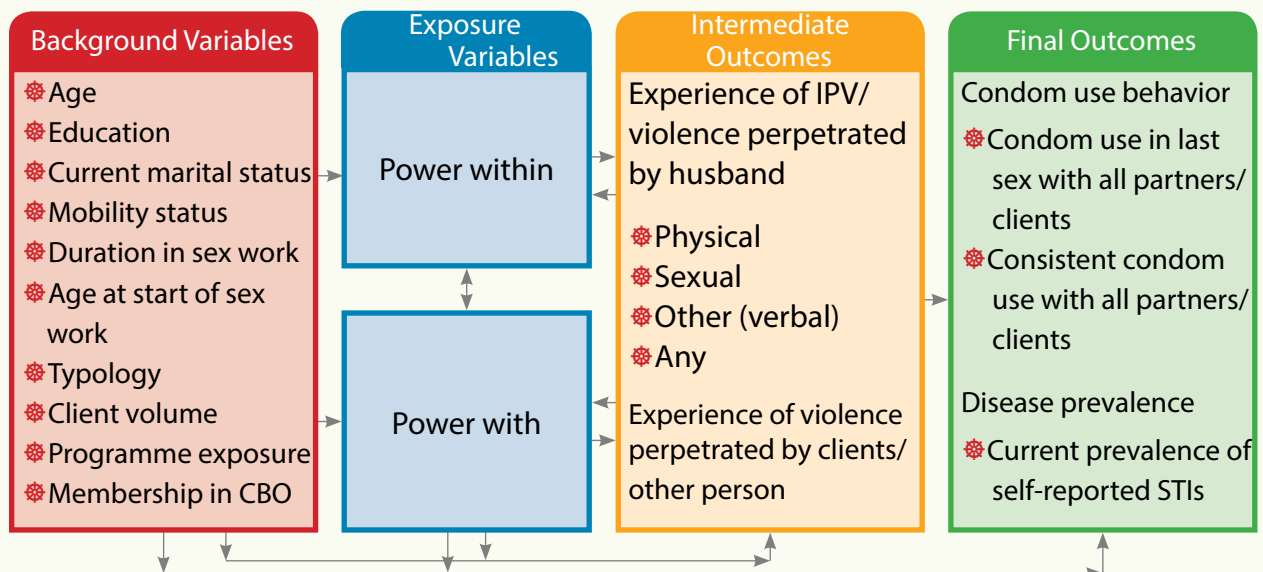 Background Variables
Age
Education
Current marital status
Mobility status
Duration in sex work
Age at start of sex
work
Typology
Client volume
Programme exposure
Membership in CBO
Exposure
Variables
Power within
Power with
Intermediate
Outcomes
Experience of IPV/
violence perpetrated
by husband
Physical
Sexual
Other (verbal)
Any
Experience of violence
perpetrated by clients/
other person
Final Outcomes
Condom use behavior
Condom use in last
sex with all partners/
clients
Consistent condom
use with all partners/
clients
Disease prevalence
Current prevalence of
self-reported STIs